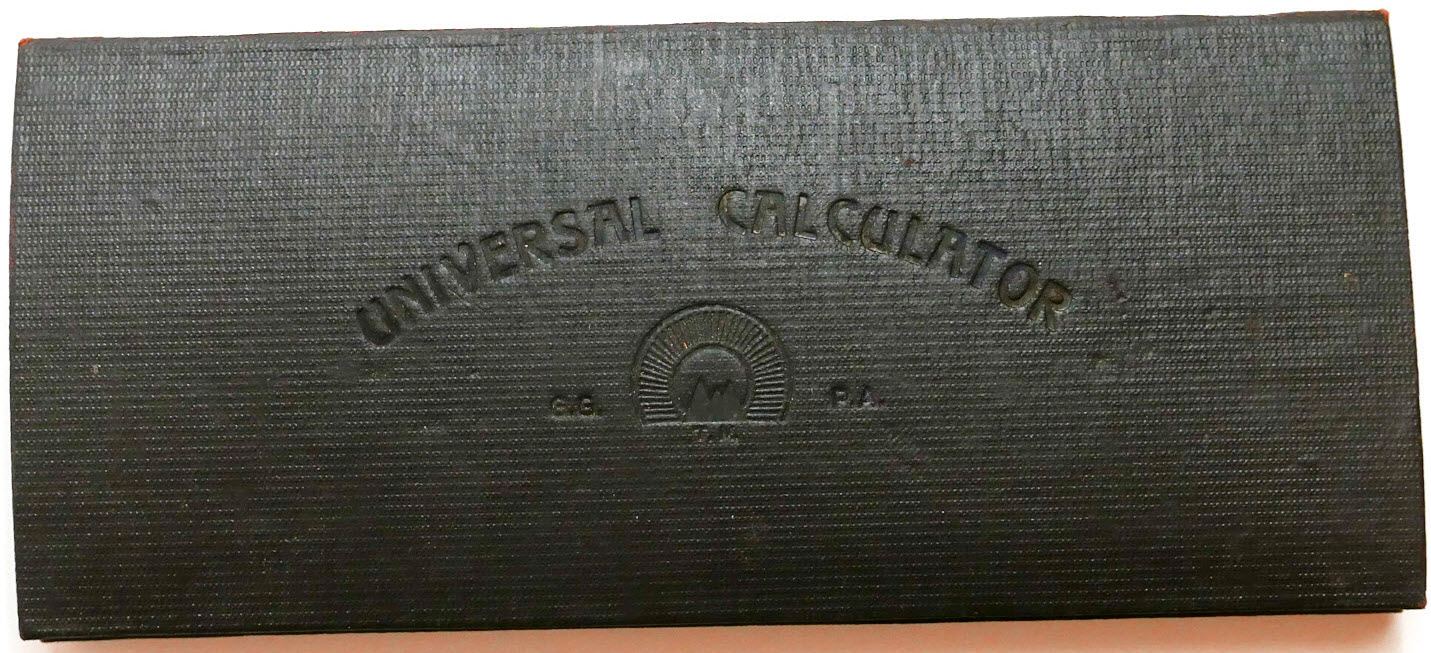 UNIVERSAL CALCULATOR
G.G. P.A.